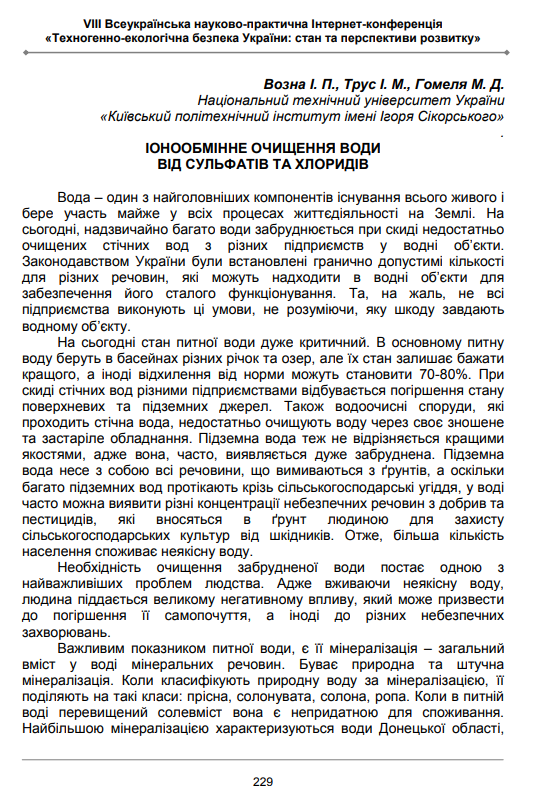 VIII Всеукраїнська науково-практична Інтернет-конференція
«Техногенно-екологічна безпека України: стан та перспективи розвитку»
Возна І. П., Трус І. М., Гомеля М. Д.
Національний технічний університет України
«Київський політехнічний інститут імені Ігоря Сікорського»
.
ІОНООБМІННЕ ОЧИЩЕННЯ ВОДИ
ВІД СУЛЬФАТІВ ТА ХЛОРИДІВ
Вода – один з найголовніших компонентів існування всього живого і
бере участь майже у всіх процесах життєдіяльності на Землі. На
сьогодні, надзвичайно багато води забруднюється при скиді недостатньо
очищених стічних вод з різних підприємств у водні об’єкти.
Законодавством України були встановлені гранично допустимі кількості
для різних речовин, які можуть надходити в водні об’єкти для
забезпечення його сталого функціонування. Та, на жаль, не всі
підприємства виконують ці умови, не розуміючи, яку шкоду завдають
водному об’єкту.
На сьогодні стан питної води дуже критичний. В основному питну
воду беруть в басейнах різних річок та озер, але їх стан залишає бажати
кращого, а іноді відхилення від норми можуть становити 70-80%. При
скиді стічних вод різними підприємствами відбувається погіршення стану
поверхневих та підземних джерел. Також водоочисні споруди, які
проходить стічна вода, недостатньо очищують воду через своє зношене
та застаріле обладнання. Підземна вода теж не відрізняється кращими
якостями, адже вона, часто, виявляється дуже забруднена. Підземна
вода несе з собою всі речовини, що вимиваються з ґрунтів, а оскільки
багато підземних вод протікають крізь сільськогосподарські угіддя, у воді
часто можна виявити різні концентрації небезпечних речовин з добрив та
пестицидів, які вносяться в ґрунт людиною для захисту
сільськогосподарських культур від шкідників. Отже, більша кількість
населення споживає неякісну воду.
Необхідність очищення забрудненої води постає одною з
найважливіших проблем людства. Адже вживаючи неякісну воду,
людина піддається великому негативному впливу, який може призвести
до погіршення її самопочуття, а іноді до різних небезпечних
захворювань.
Важливим показником питної води, є її мінералізація – загальний
вміст у воді мінеральних речовин. Буває природна та штучна
мінералізація. Коли класифікують природну воду за мінералізацією, її
поділяють на такі класи: прісна, солонувата, солона, ропа. Коли в питній
воді перевищений солевміст вона є непридатною для споживання.
Найбільшою мінералізацією характеризуються води Донецької області,
229